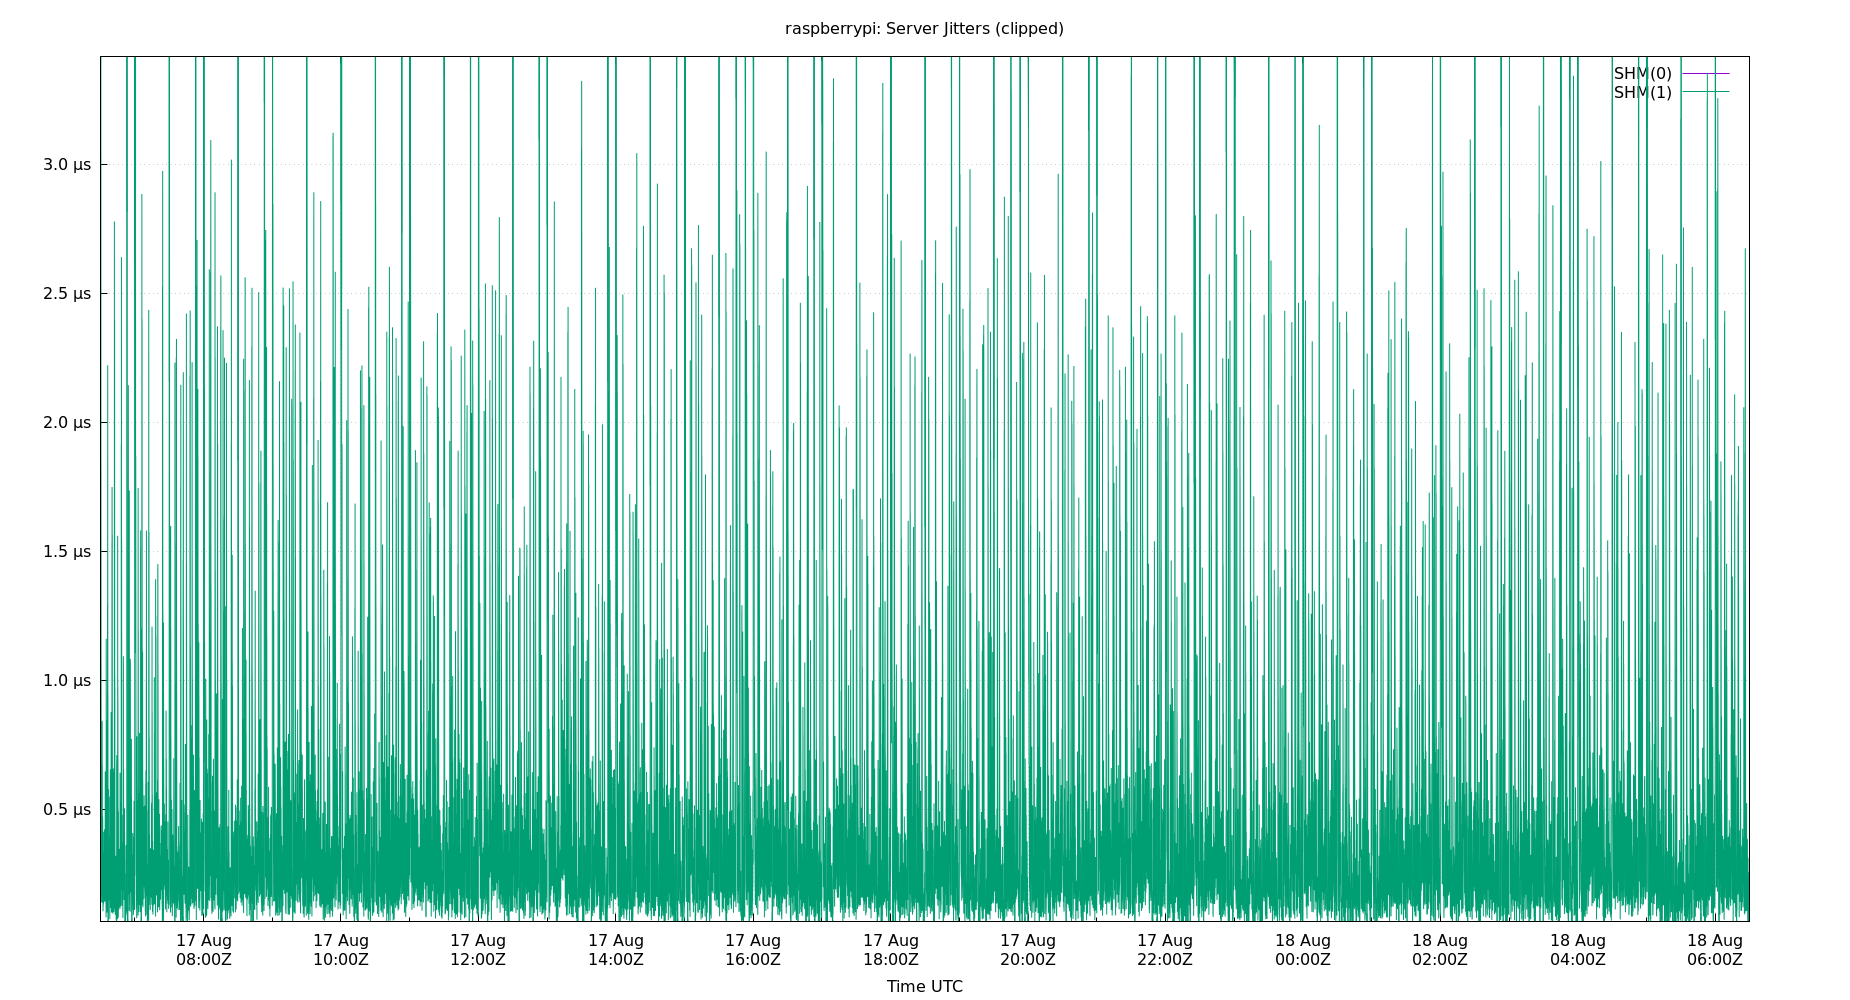 raspberrypi: Server Jitters (clipped)
SHM(0)
SHM(1)
3.0 µs
2.5 µs
2.0 µs
1.5 µs
1.0 µs
0.5 µs
17 Aug 17 Aug 17 Aug 17 Aug 17 Aug 17 Aug 17 Aug 17 Aug 18 Aug 18 Aug 18 Aug 18 Aug
08:00Z 10:00Z 12:00Z 14:00Z 16:00Z 18:00Z 20:00Z 22:00Z 00:00Z 02:00Z 04:00Z 06:00Z
Time UTC